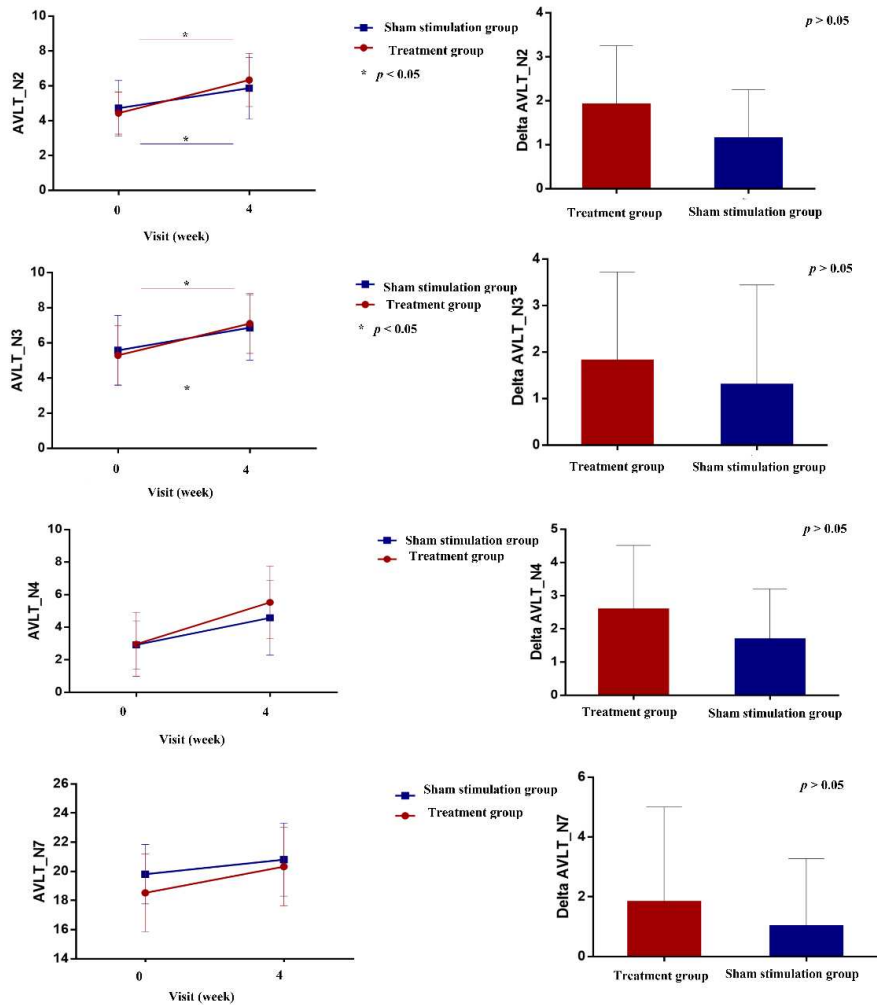 AVLT_N2
10
8
6
4
2
0
*
*
0
4
Visit (week)
Sham stimulation group
Treatment group
* p < 0.05
Delta AVLT_N2
4
3
2
1
0
p > 0.05
Treatment group
Sham stimulation group
AVLT_N3
10
8
6
4
2
0
*
*
0
4
Visit (week)
Sham stimulation group
Treatment group
* p < 0.05
Delta AVLT_N3
4
3
2
1
0
p > 0.05
Treatment group
Sham stimulation group
AVLT_N4
10
8
6
4
2
0
0
4
Visit (week)
Sham stimulation group
Treatment group
Delta AVLT_N4
5
4
3
2
1
0
p > 0.05
Treatment group
Sham stimulation group
AVLT_N7
26
24
22
20
18
16
14
0
4
Visit (week)
Sham stimulation group
Treatment group
Delta AVLT_N7
6
4
2
0
p > 0.05
Treatment group
Sham stimulation group